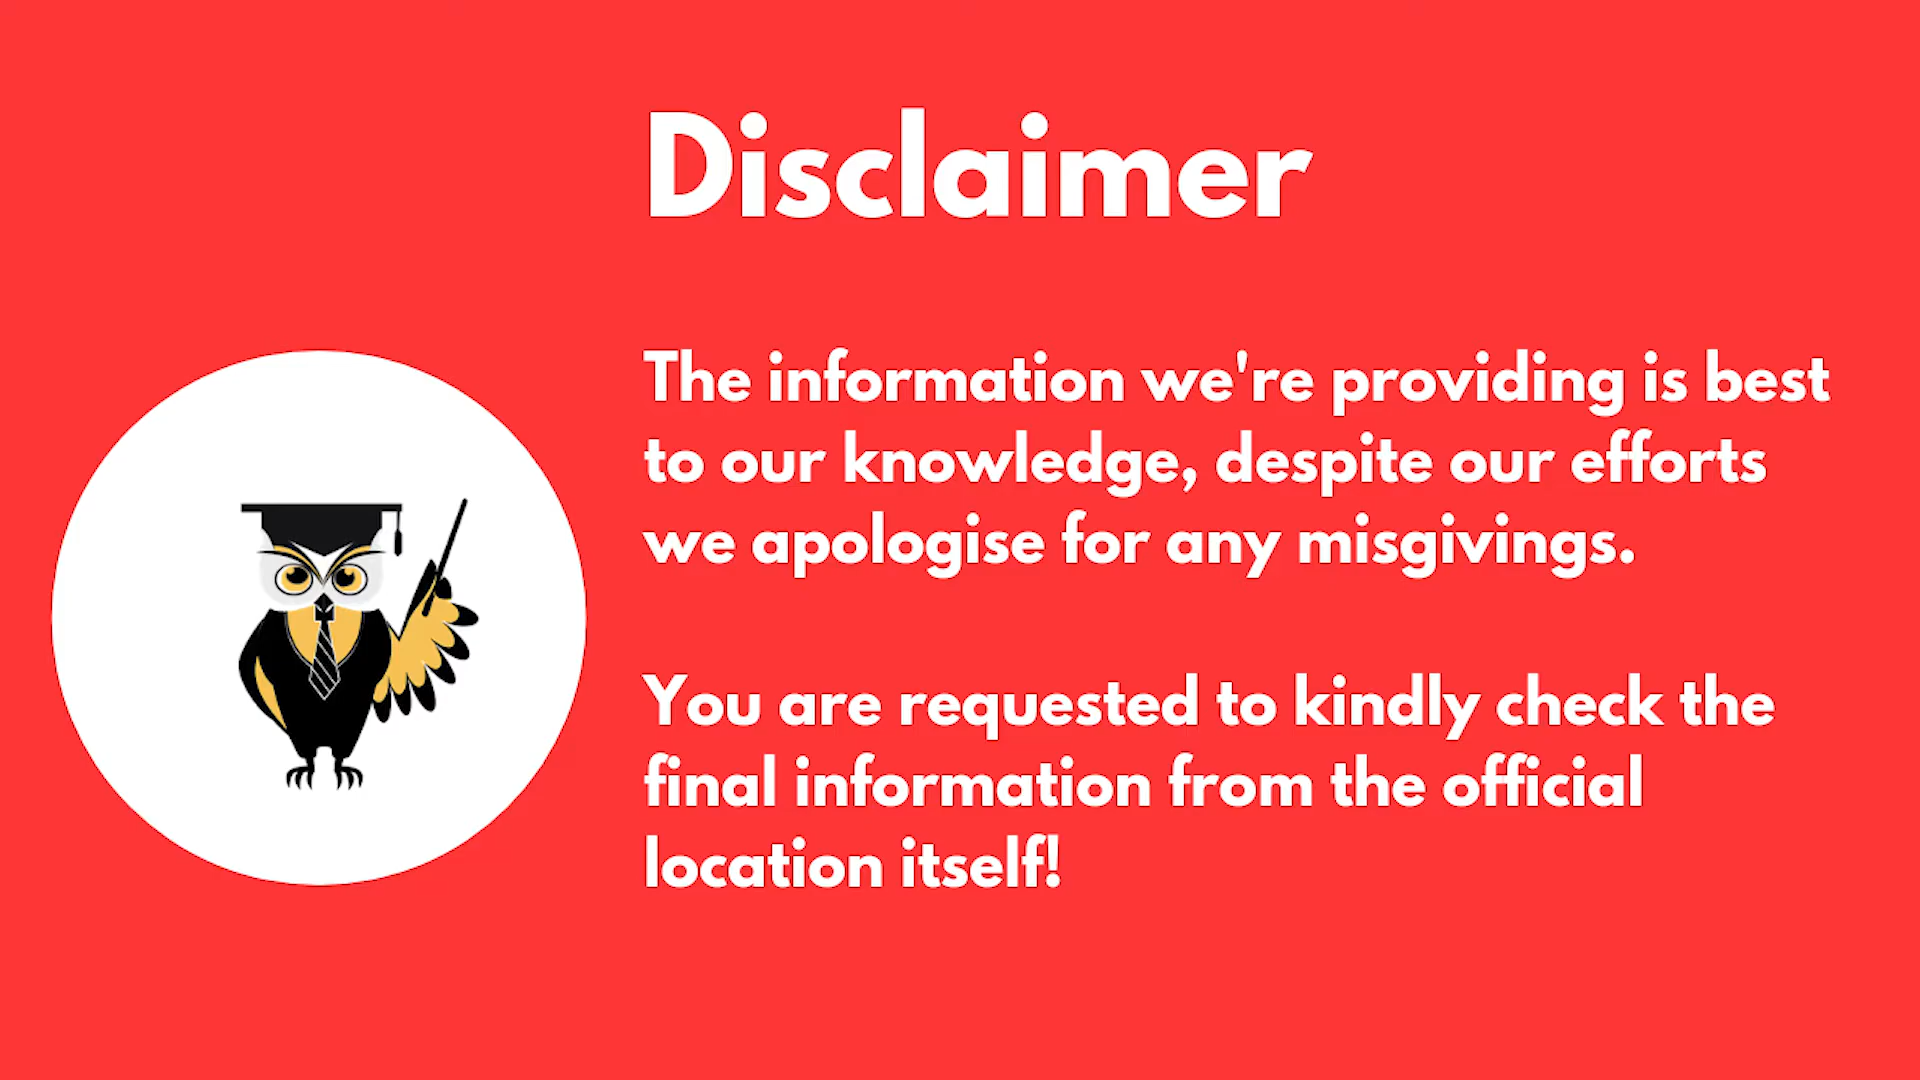 Disclaimer
The information we're providing is best
to our knowledge, despite our efforts
we apologise for any misgivings.
You are requested to kindly check the
final information from the official
location itself!